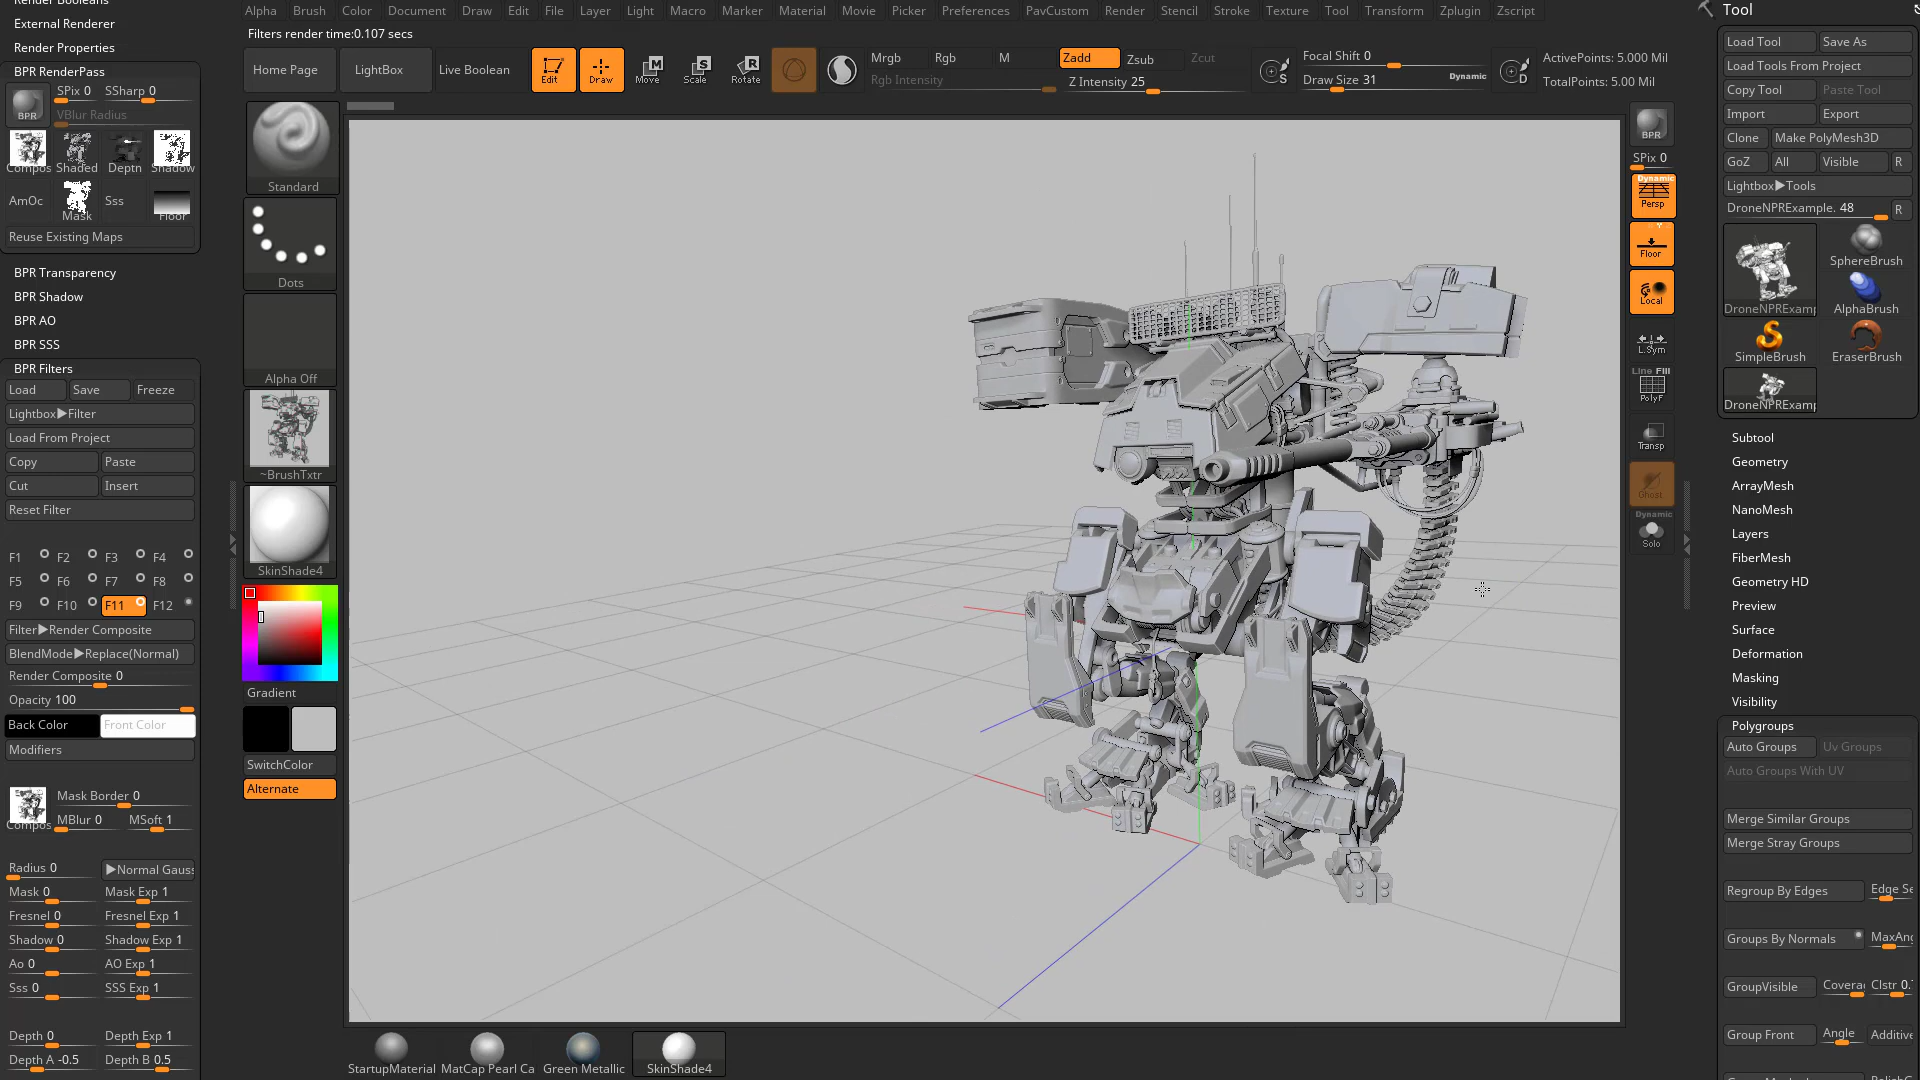 Render Booleans
External Renderer
Render Properties
BPR RenderPass
SPix 0
SSharp 0
BPR
VBlur Radius
Compos
Shaded
Depth
Shadow
AmOc
Mask
Sss
Floor
Reuse Existing Maps
BPR Transparency
BPR Shadow
BPR AO
BPR SSS
BPR Filters
Load
Save
Freeze
Lightbox▶Filter
Load From Project
Copy
Paste
Cut
Insert
Reset Filter
F1
F2
F3
F4
F5
F6
F7
F8
F9
F10
F11
F12
Filter▶Render Composite
BlendMode▶Replace(Normal)
Render Composite 0
Opacity 100
Back Color
Front Color
Modifiers
Compos
Mask Border 0
MBlur 0
MSoft 1
Radius 0
▶Normal Gauss
Mask 0
Mask Exp 1
Fresnel 0
Fresnel Exp 1
Shadow 0
Shadow Exp 1
Ao 0
AO Exp 1
Sss 0
SSS Exp 1
Depth 0
Depth Exp 1
Depth A -0.5
Depth B 0.5
Alpha
Brush
Color
Document
Draw
Edit
File
Layer
Light
Macro
Marker
Material
Movie
Picker
Preferences
PavCustom
Render
Stencil
Stroke
Texture
Tool
Transform
Zplugin
Zscript
Filters render time:0.107 secs
Home Page
LightBox
Live Boolean
Edit
Draw
Move
Scale
Rotate
Mrgb
Rgb
M
Rgb Intensity
Zadd
Zsub
Zcut
Z Intensity 25
S
Focal Shift 0
Draw Size 31
Dynamic
D
ActivePoints: 5.000 Mil
TotalPoints: 5.00 Mil
Standard
Dots
Alpha Off
~BrushTxtr
SkinShade4
Gradient
SwitchColor
Alternate
StartupMaterial
MatCap Pearl Ca
Green Metallic
SkinShade4
BPR
SPix 0
Dynamic
Persp
Floor
Local
L.Sym
Line Fill
PolyF
Transp
Ghost
Dynamic
Solo
Tool
Load Tool
Save As
Load Tools From Project
Copy Tool
Paste Tool
Import
Export
Clone
Make PolyMesh3D
GoZ
All
Visible
R
Lightbox▶Tools
DroneNPRExample. 48
R
DroneNPRExamp
SphereBrush
AlphaBrush
SimpleBrush
EraserBrush
DroneNPRExamp
Subtool
Geometry
ArrayMesh
NanoMesh
Layers
FiberMesh
Geometry HD
Preview
Surface
Deformation
Masking
Visibility
Polygroups
Auto Groups
Uv Groups
Auto Groups With UV
Merge Similar Groups
Merge Stray Groups
Regroup By Edges
Edge Se
Groups By Normals
MaxAng
GroupVisible
Covera
Clstr 0.
Group Front
Angle
Additive